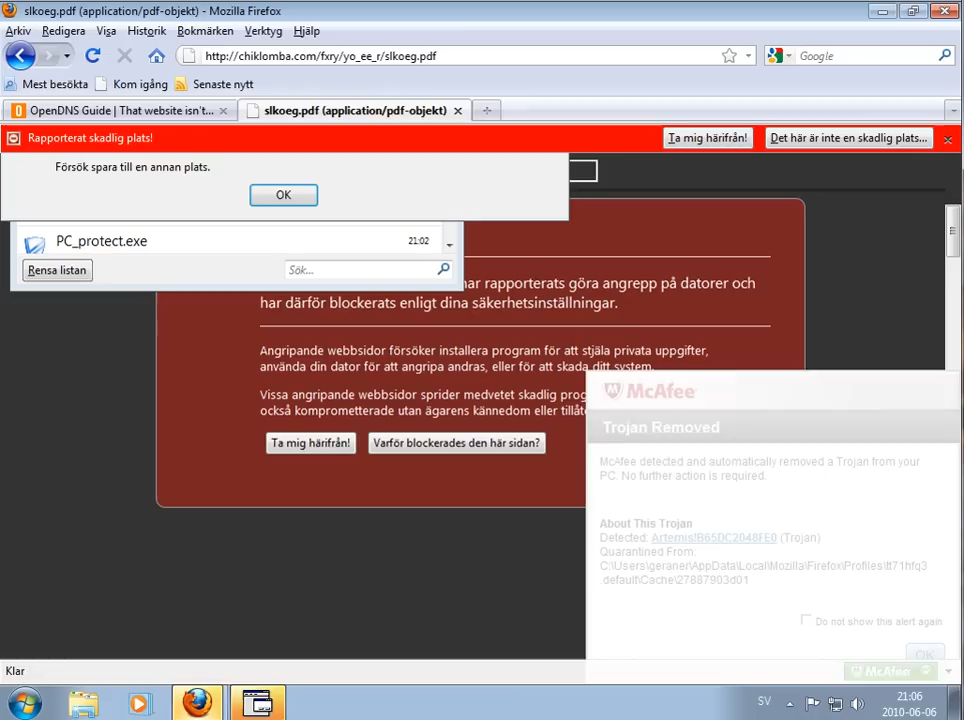 slkoeg.pdf (application/pdf-objekt) - Mozilla Firefox
Arkiv Redigera Visa Historik Bokmärken Verktyg Hjälp
http://chiklomba.com/fxry/yo_ee_r/slkoeg.pdf
Google
Mest besökta Kom igång Senaste nytt
OpenDNS Guide | That website isn't...
slkoeg.pdf (application/pdf-objekt)
Rapporterat skadlig plats!
Ta mig härifrån!
Det här är inte en skadlig plats...
Försök spara till en annan plats.
OK
PC_protect.exe 21:02
Rensa listan
Sök...
har rapporterats göra angrepp på datorer och
har därför blockerats enligt dina säkerhetsinställningar.
Angripande webbsidor försöker installera program för att stjäla privata uppgifter,
använda din dator för att angripa andras, eller för att skada ditt system.
Vissa angripande webbsidor sprider medvetet skadlig prog
också kompromitterade utan ägarens kännedom eller tillåt
Ta mig härifrån!
Varför blockerades den här sidan?
McAfee
Trojan Removed
McAfee detected and automatically removed a Trojan from your
PC. No further action is required.
About This Trojan
Detected: Artemis!B65DC2048FE0 (Trojan)
Quarantined From:
C:\Users\geraner\AppData\Local\Mozilla\Firefox\Profiles\tt71hfq3
.default\Cache\27887903d01
Do not show this alert again
OK
Klar
McAfee
SV
21:06
2010-06-06